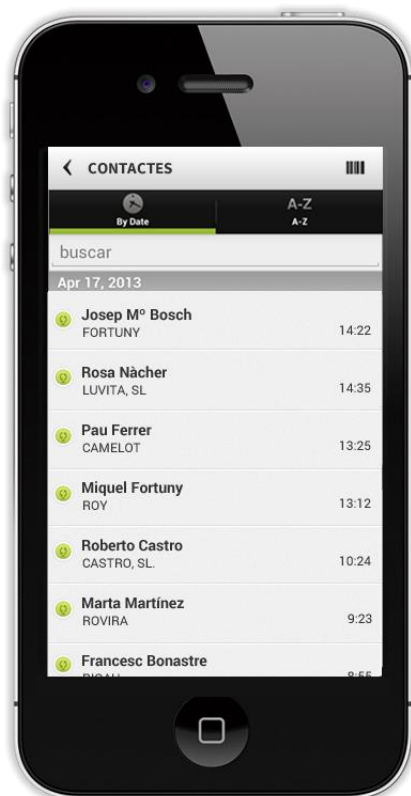 CONTACTES
By Date
A-Z
A-Z
buscar
Apr 17, 2013
Josep Mº Bosch
FORTUNY
14:22
Rosa Nàcher
LUVITA, SL
14:35
Pau Ferrer
CAMELOT
13:25
Miquel Fortuny
ROY
13:12
Roberto Castro
CASTRO, SL.
10:24
Marta Martínez
ROVIRA
9:23
Francesc Bonastre